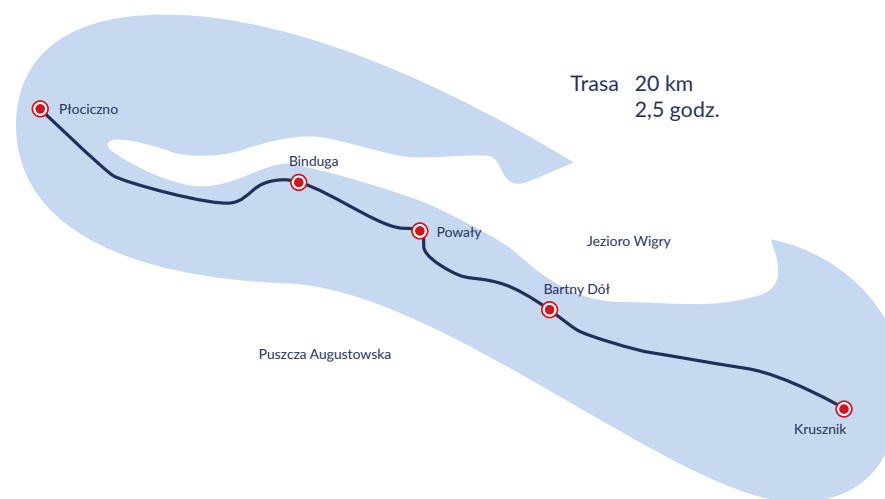 Trasa 20 km
2,5 godz.
Płociczno
Binduga
Powały
Jezioro Wigry
Bartny Dół
Puszcza Augustowska
Krusznik